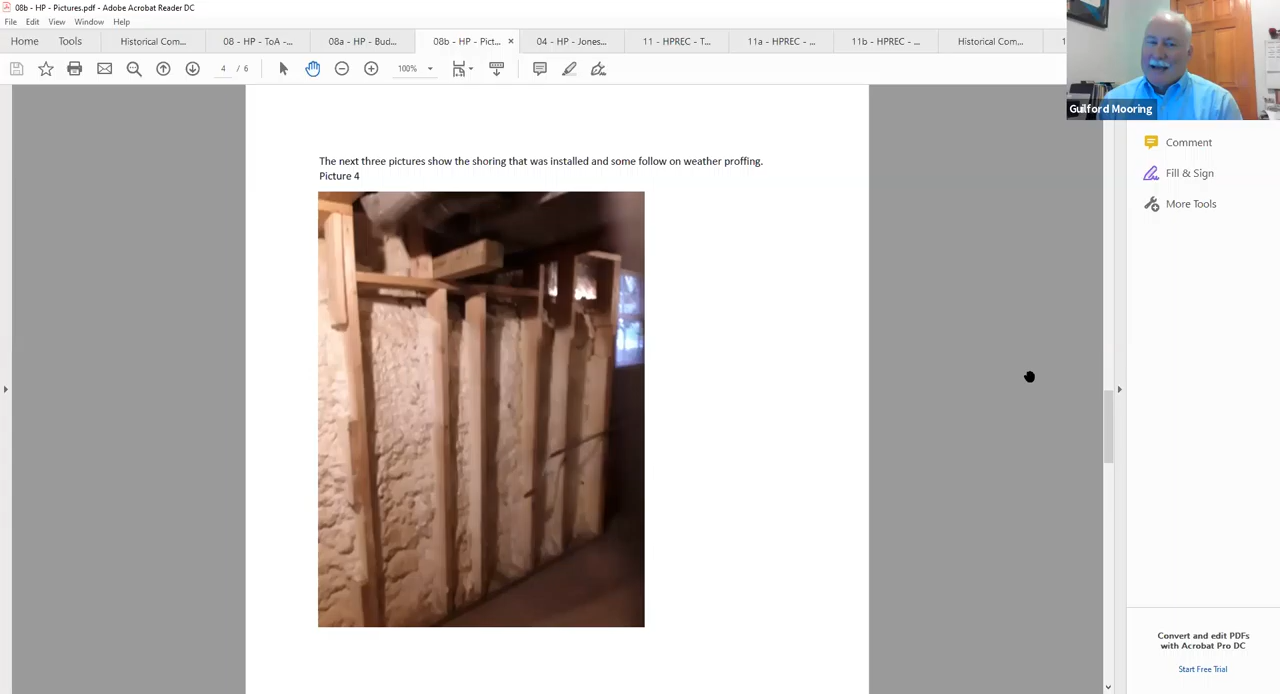 08b - HP - Pictures.pdf - Adobe Acrobat Reader DC
File Edit View Window Help
Home Tools Historical Com... 08 - HP - ToA -... 08a - HP - Bud... 08b - HP - Pict... × 04 - HP - Jones... 11 - HPREC - T... 11a - HPREC - ... 11b - HPREC - ... Historical Com... 1
4 / 6 100%
Guilford Mooring
Comment
Fill & Sign
More Tools
The next three pictures show the shoring that was installed and some follow on weather proffing.
Picture 4
Convert and edit PDFs
with Acrobat Pro DC
Start Free Trial